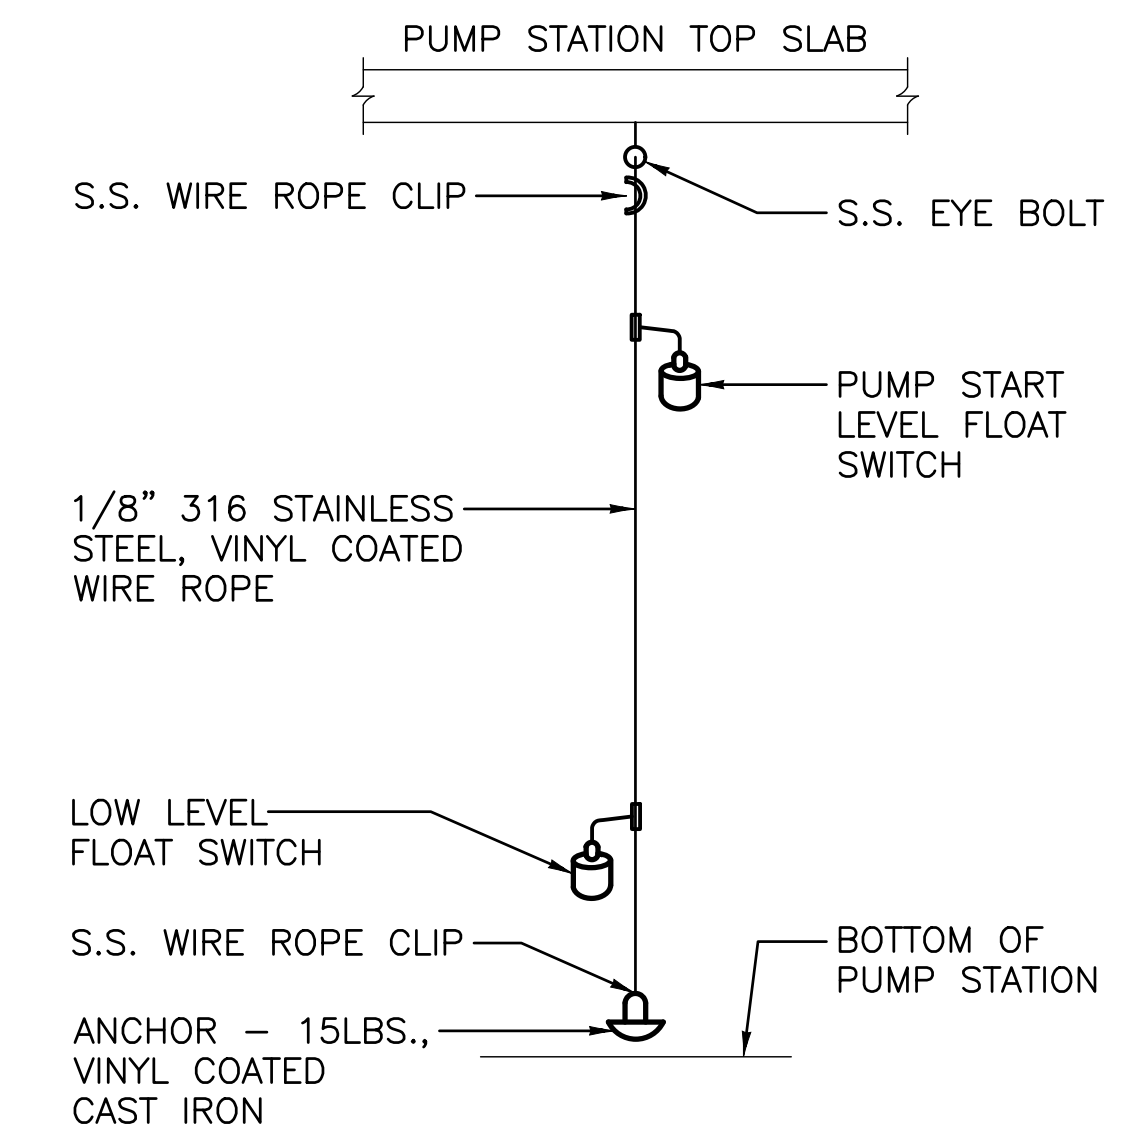 PUMP STATION TOP SLAB
S.S. WIRE ROPE CLIP
S.S. EYE BOLT
PUMP START
LEVEL FLOAT
SWITCH
1/8" 316 STAINLESS
STEEL, VINYL COATED
WIRE ROPE
LOW LEVEL
FLOAT SWITCH
S.S. WIRE ROPE CLIP
BOTTOM OF
PUMP STATION
ANCHOR - 15LBS.,
VINYL COATED
CAST IRON